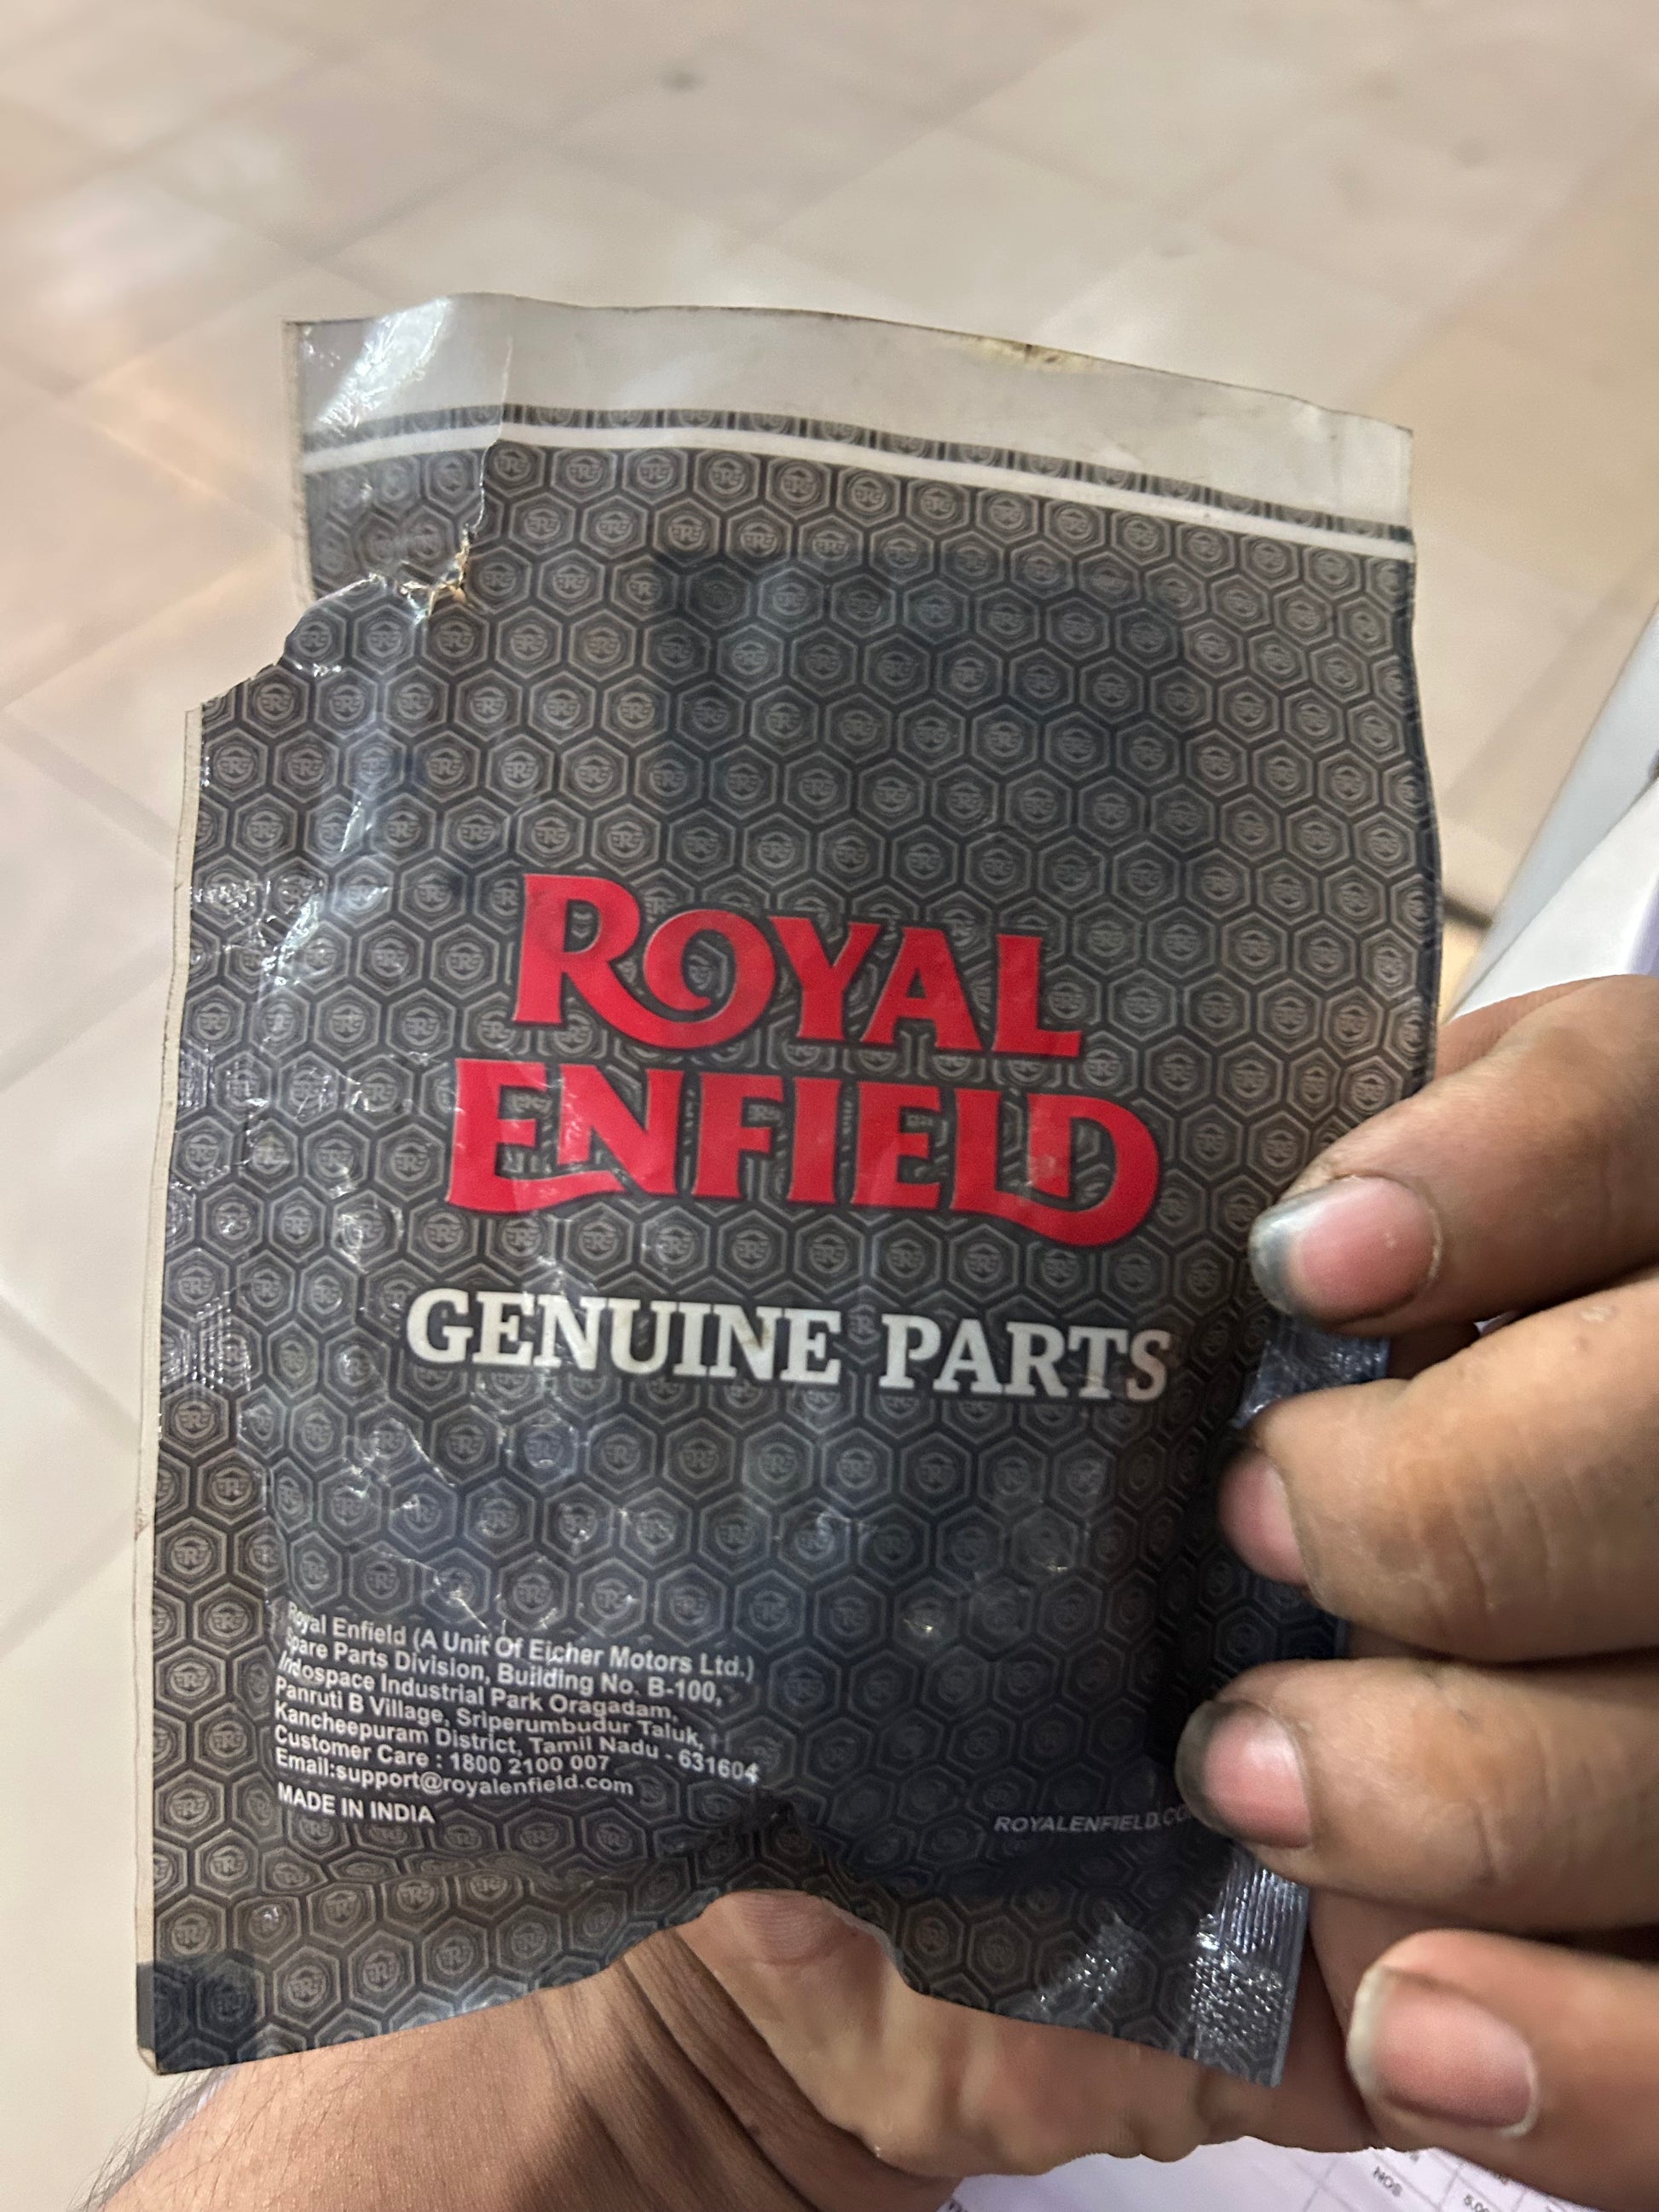 ROYAL
ENFIELD
GENUINE PARTS
Royal Enfield (A Unit Of Eicher Motors Ltd.)
Spare Parts Division, Building No. B-100,
Indospace Industrial Park Oragadam,
Panruti B Village, Sriperumbudur Taluk,
Kancheepuram District, Tamil Nadu - 631604
Customer Care : 1800 2100 007
Email:support@royalenfield.com
MADE IN INDIA
ROYALENFIELD.CO
NOS